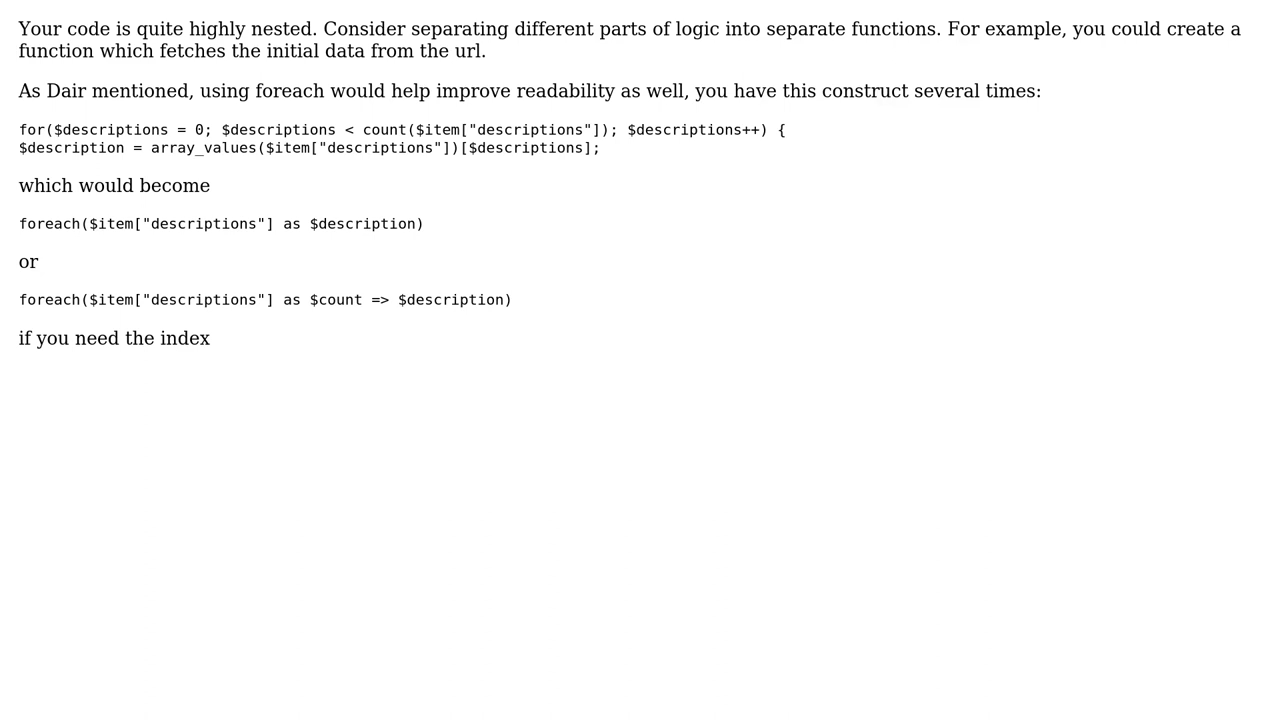 Your code is quite highly nested. Consider separating different parts of logic into separate functions. For example, you could create a
function which fetches the initial data from the url.
As Dair mentioned, using foreach would help improve readability as well, you have this construct several times:
for($descriptions = 0; $descriptions < count($item["descriptions"]); $descriptions++) {
$description = array_values($item["descriptions"])[$descriptions];
which would become
foreach($item["descriptions"] as $description)
or
foreach($item["descriptions"] as $count => $description)
if you need the index